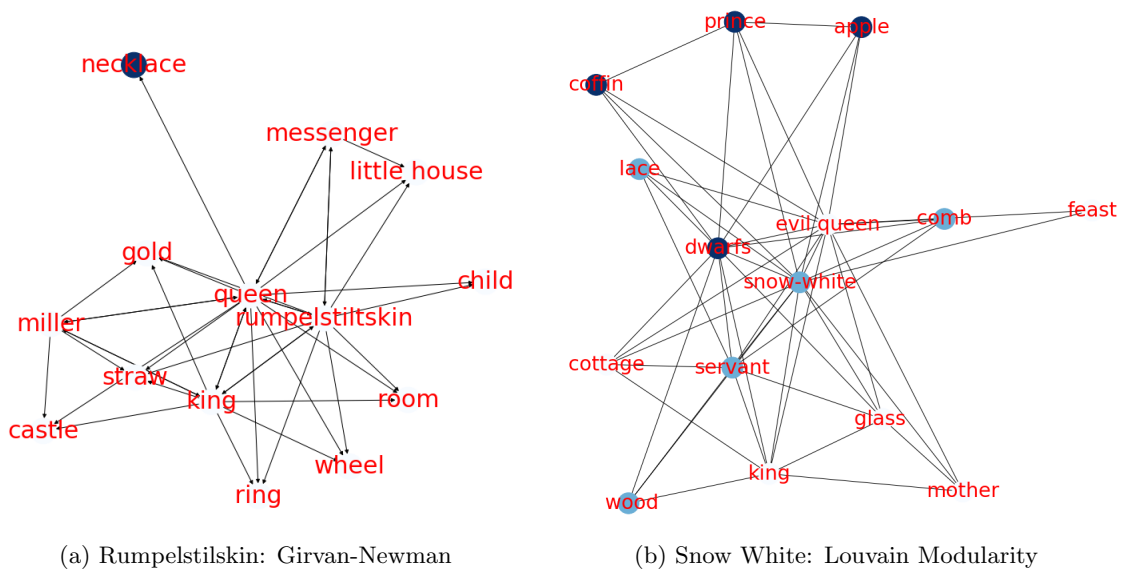 necklace
messenger
little house
gold
queen
child
rumpelstiltskin
miller
straw
king
room
castle
wheel
ring
(a) Rumpelstilskin: Girvan-Newman
prince
apple
coffin
lace
evil queen
comb
feast
dwarfs
snow-white
cottage
servant
glass
king
mother
wood
(b) Snow White: Louvain Modularity